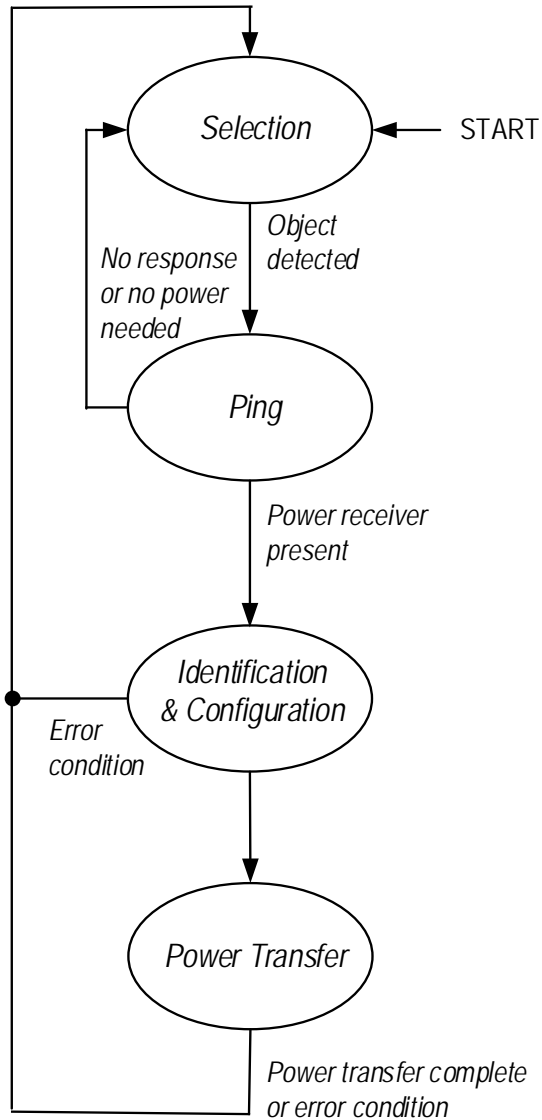 Selection
START
Object
detected
No response
or no power
needed
Ping
Power receiver
present
Identification
& Configuration
Error
condition
Power Transfer
Power transfer complete
or error condition